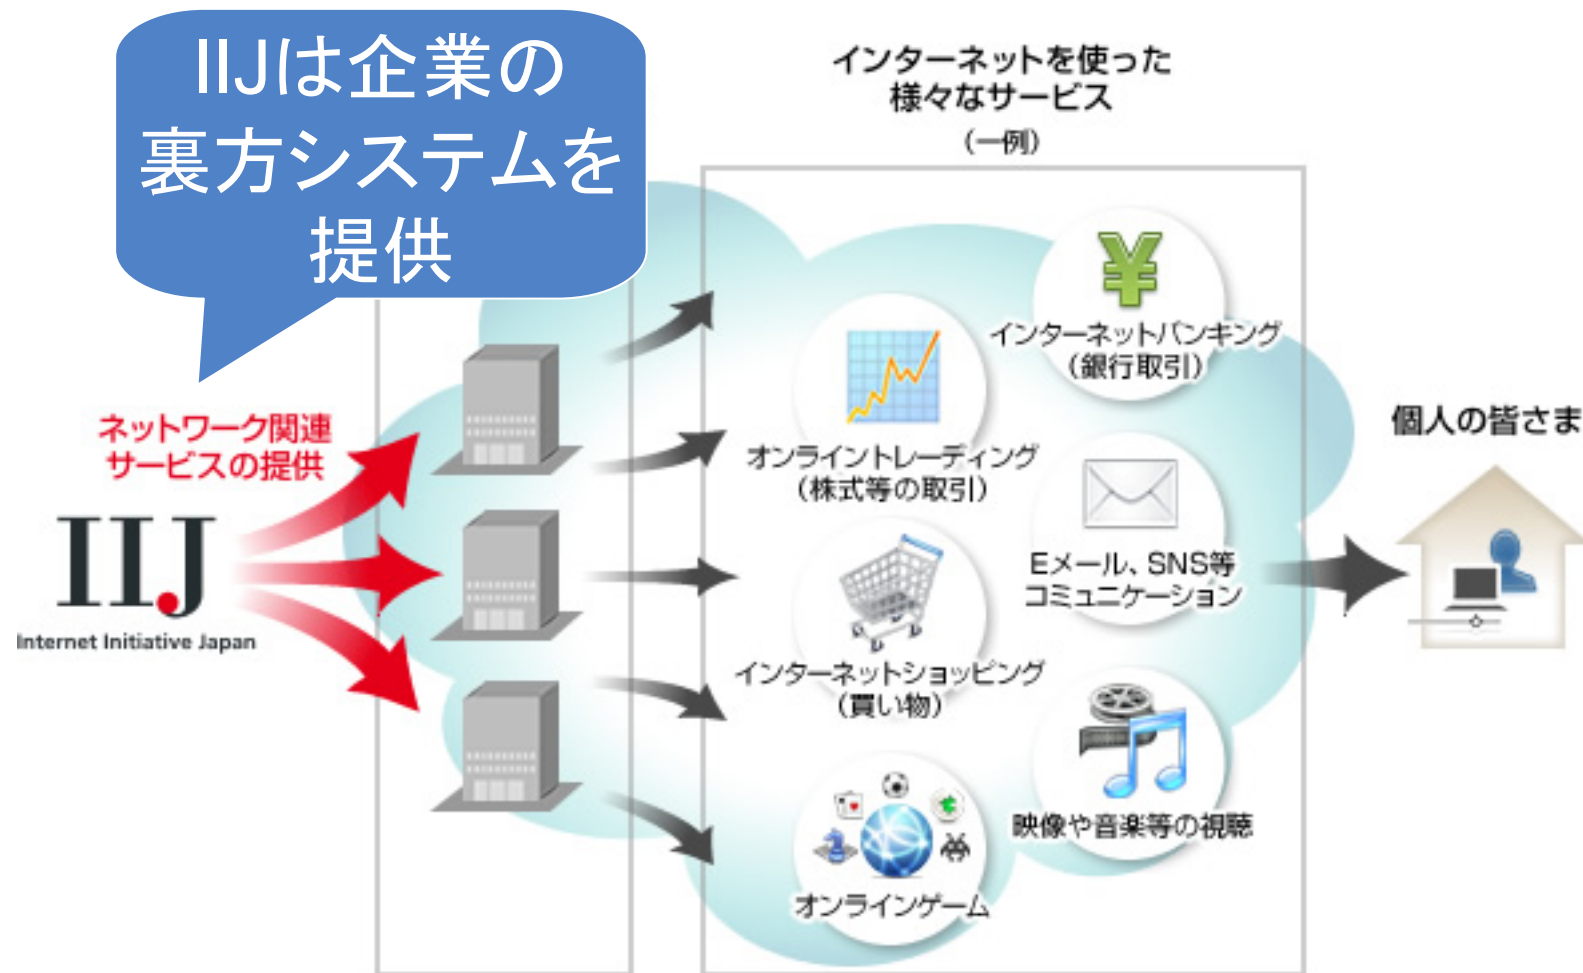 IIJは企業の
裏方システムを
提供
インターネットを使った
様々なサービス
（一例）
インターネットバンキング
（銀行取引）
オンライントレーディング
（株式等の取引）
個人の皆さま
ネットワーク関連
サービスの提供
IIJ
Internet Initiative Japan
Eメール、SNS等
コミュニケーション
インターネットショッピング
（買い物）
映像や音楽等の視聴
オンラインゲーム